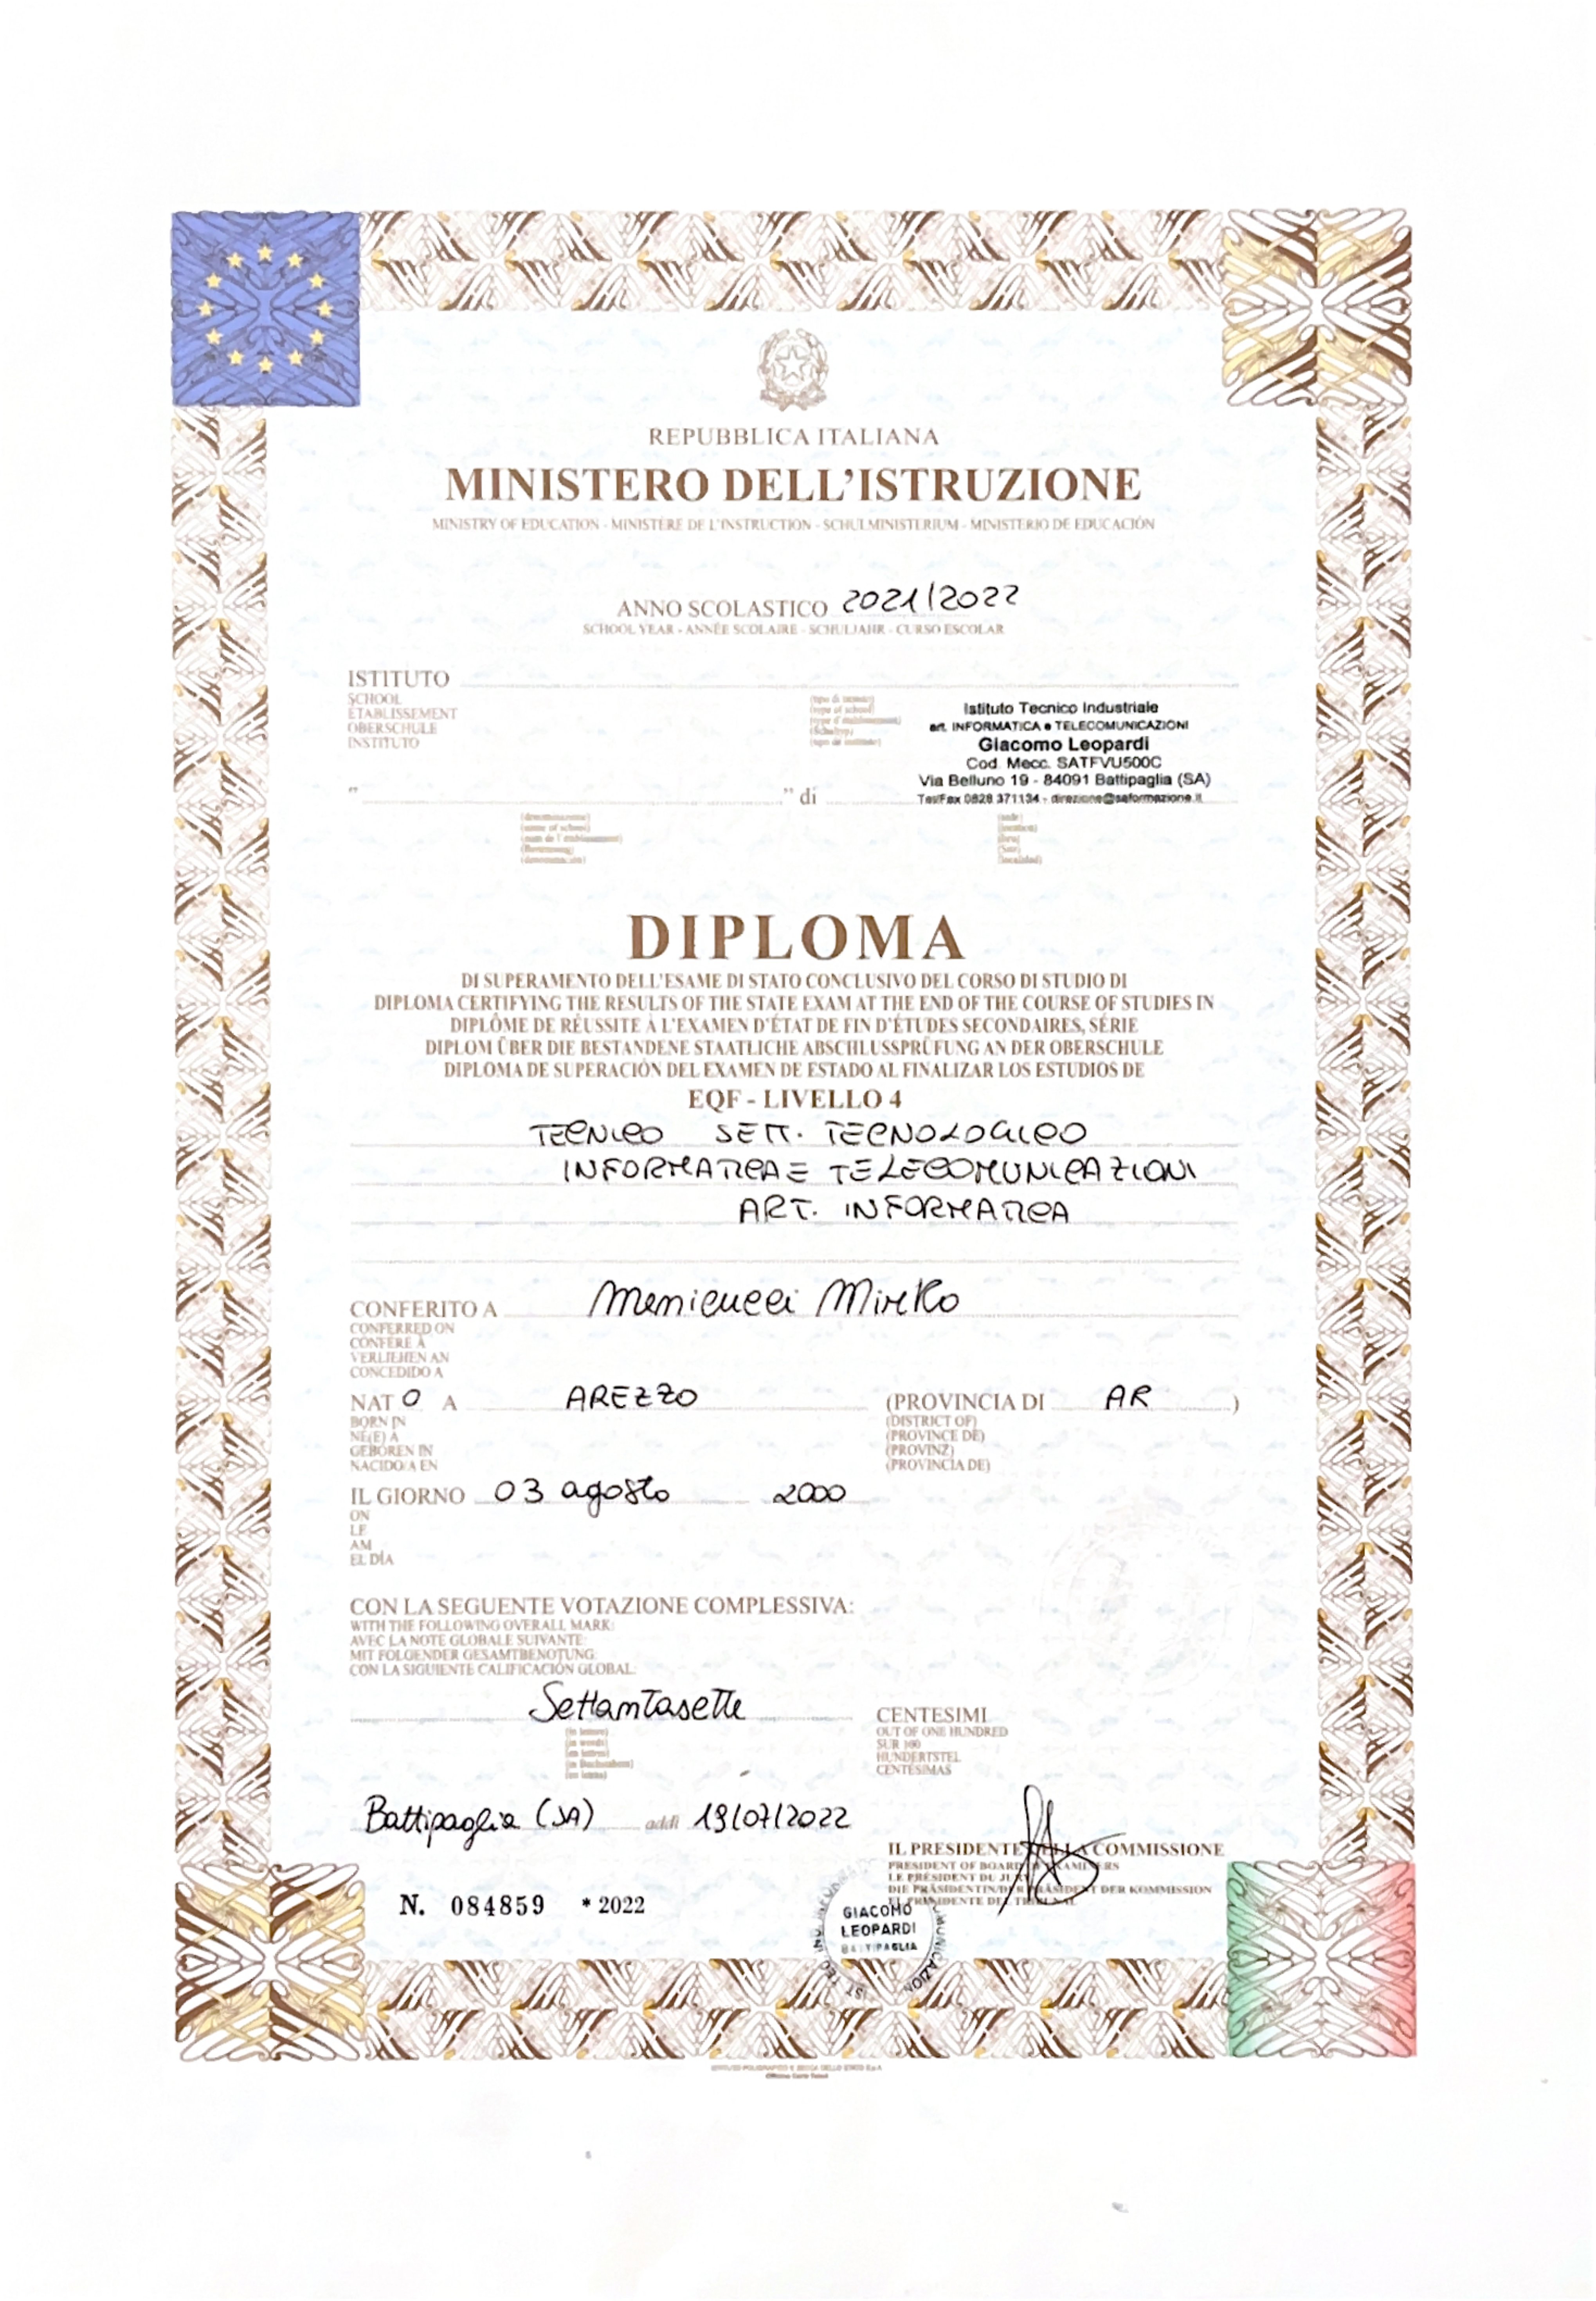 REPUBBLICA ITALIANA
MINISTERO DELL'ISTRUZIONE
MINISTRY OF EDUCATION - MINISTÈRE DE L'INSTRUCTION - SCHULMINISTERIUM - MINISTERIO DE EDUCACIÓN
ANNO SCOLASTICO 2021/2022
SCHOOL YEAR - ANNÉE SCOLAIRE - SCHULJAHR - CURSO ESCOLAR
ISTITUTO
SCHOOL
ÉTABLISSEMENT
OBERSCHULE
INSTITUTO
(tipo di istituto)
(type of school)
(type d'établissement)
(Schultyp)
(tipo de instituto)
Istituto Tecnico Industriale
art. INFORMATICA e TELECOMUNICAZIONI
Giacomo Leopardi
Cod. Mecc. SATFVU500C
Via Belluno 19 - 84091 Battipaglia (SA)
Tel/Fax 0828 371134 - direzione@saformazione.it
" " di
(denominazione)
(name of school)
(nom de l'établissement)
(Benennung)
(denominación)
(sede)
(location)
(lieu)
(Sitz)
(localidad)
DIPLOMA
DI SUPERAMENTO DELL'ESAME DI STATO CONCLUSIVO DEL CORSO DI STUDIO DI
DIPLOMA CERTIFYING THE RESULTS OF THE STATE EXAM AT THE END OF THE COURSE OF STUDIES IN
DIPLÔME DE RÉUSSITE À L'EXAMEN D'ÉTAT DE FIN D'ÉTUDES SECONDAIRES, SÉRIE
DIPLOM ÜBER DIE BESTANDENE STAATLICHE ABSCHLUSSPRÜFUNG AN DER OBERSCHULE
DIPLOMA DE SUPERACIÓN DEL EXAMEN DE ESTADO AL FINALIZAR LOS ESTUDIOS DE
EQF - LIVELLO 4
TECNICO SETT. TECNOLOGICO
INFORMATICA E TELECOMUNICAZIONI
ART. INFORMATICA
CONFERITO A Menicucci Mirko
CONFERRED ON
CONFÉRÉ À
VERLIEHEN AN
CONCEDIDO A
NATO A AREZZO (PROVINCIA DI AR)
BORN IN (DISTRICT OF)
NÉ(E) À (PROVINCE DE)
GEBOREN IN (PROVINZ)
NACIDO/A EN (PROVINCIA DE)
IL GIORNO 03 agosto 2000
ON
LE
AM
EL DÍA
CON LA SEGUENTE VOTAZIONE COMPLESSIVA:
WITH THE FOLLOWING OVERALL MARK:
AVEC LA NOTE GLOBALE SUIVANTE:
MIT FOLGENDER GESAMTBENOTUNG:
CON LA SIGUIENTE CALIFICACIÓN GLOBAL:
Settantasette CENTESIMI
OUT OF ONE HUNDRED
SUR 100
HUNDERTSTEL
CENTÉSIMAS
(in lettere)
(in words)
(en lettres)
(in Buchstaben)
(en letras)
Battipaglia (SA) addì 19/07/2022
IL PRESIDENTE DELLA COMMISSIONE
PRESIDENT OF BOARD OF EXAMINERS
LE PRÉSIDENT DU JURY
DIE PRÄSIDENTIN/DER PRÄSIDENT DER KOMMISSION
EL PRESIDENTE DEL TRIBUNAL
N. 084859 * 2022
GIACOMO
LEOPARDI
BATTIPAGLIA
ISTITUTO POLIGRAFICO E ZECCA DELLO STATO S.p.A.
Officina Carte Valori